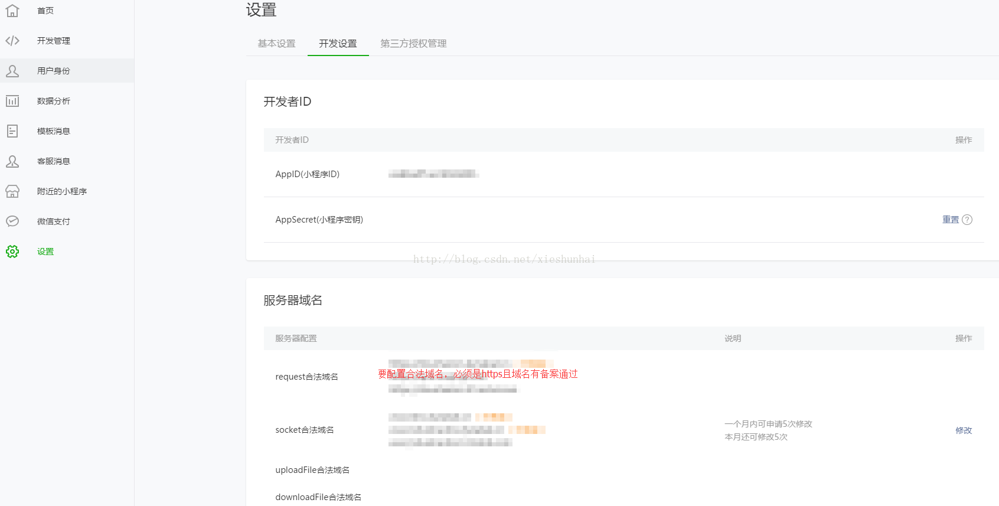 首页
开发管理
用户身份
数据分析
模板消息
客服消息
附近的小程序
微信支付
设置
设置
基本设置 开发设置 第三方授权管理
开发者ID
开发者ID 操作
AppID(小程序ID)
AppSecret(小程序密钥) 重置 ?
http://blog.csdn.net/xieshunhai
服务器域名
服务器配置 说明 操作
要配置合法域名，必须是https且域名有备案通过
request合法域名
socket合法域名
一个月内可申请5次修改
本月还可修改5次
修改
uploadFile合法域名
downloadFile合法域名